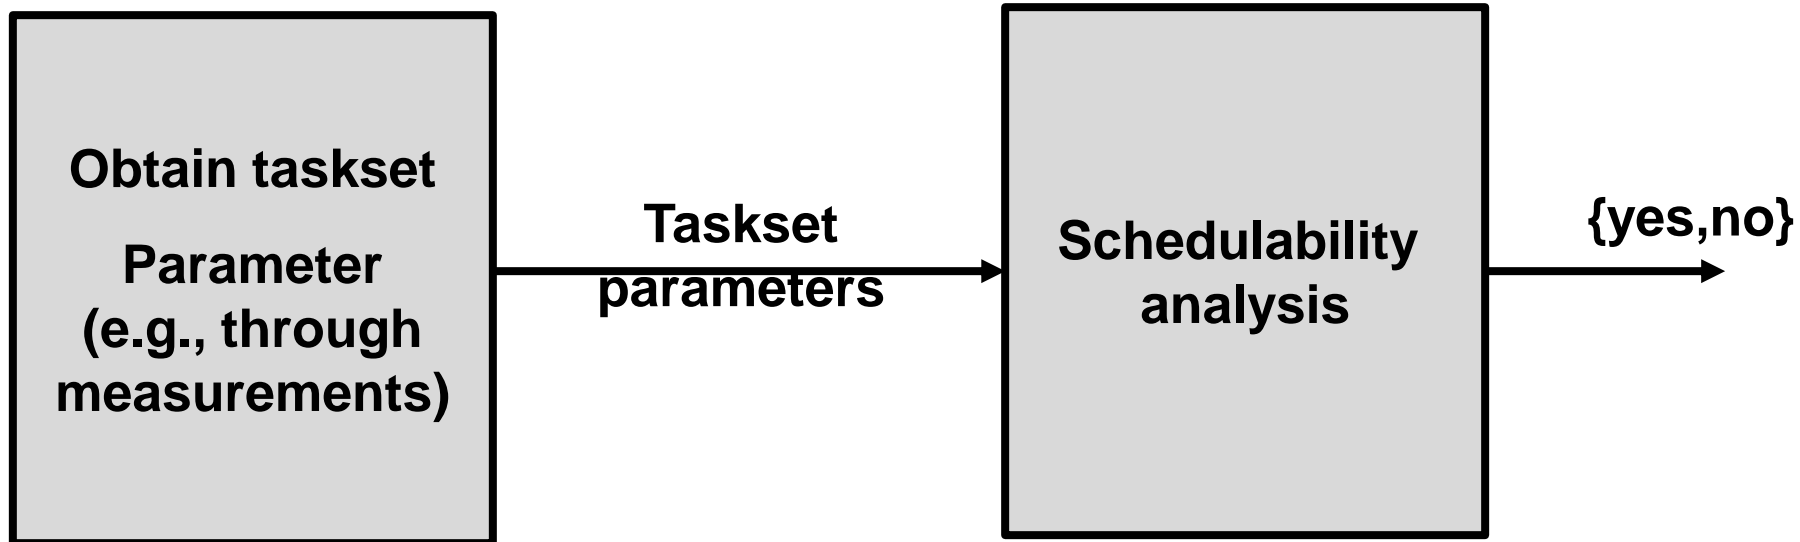 Obtain taskset
Parameter
(e.g., through
measurements)
Taskset
parameters
Schedulability
analysis
{yes,no}